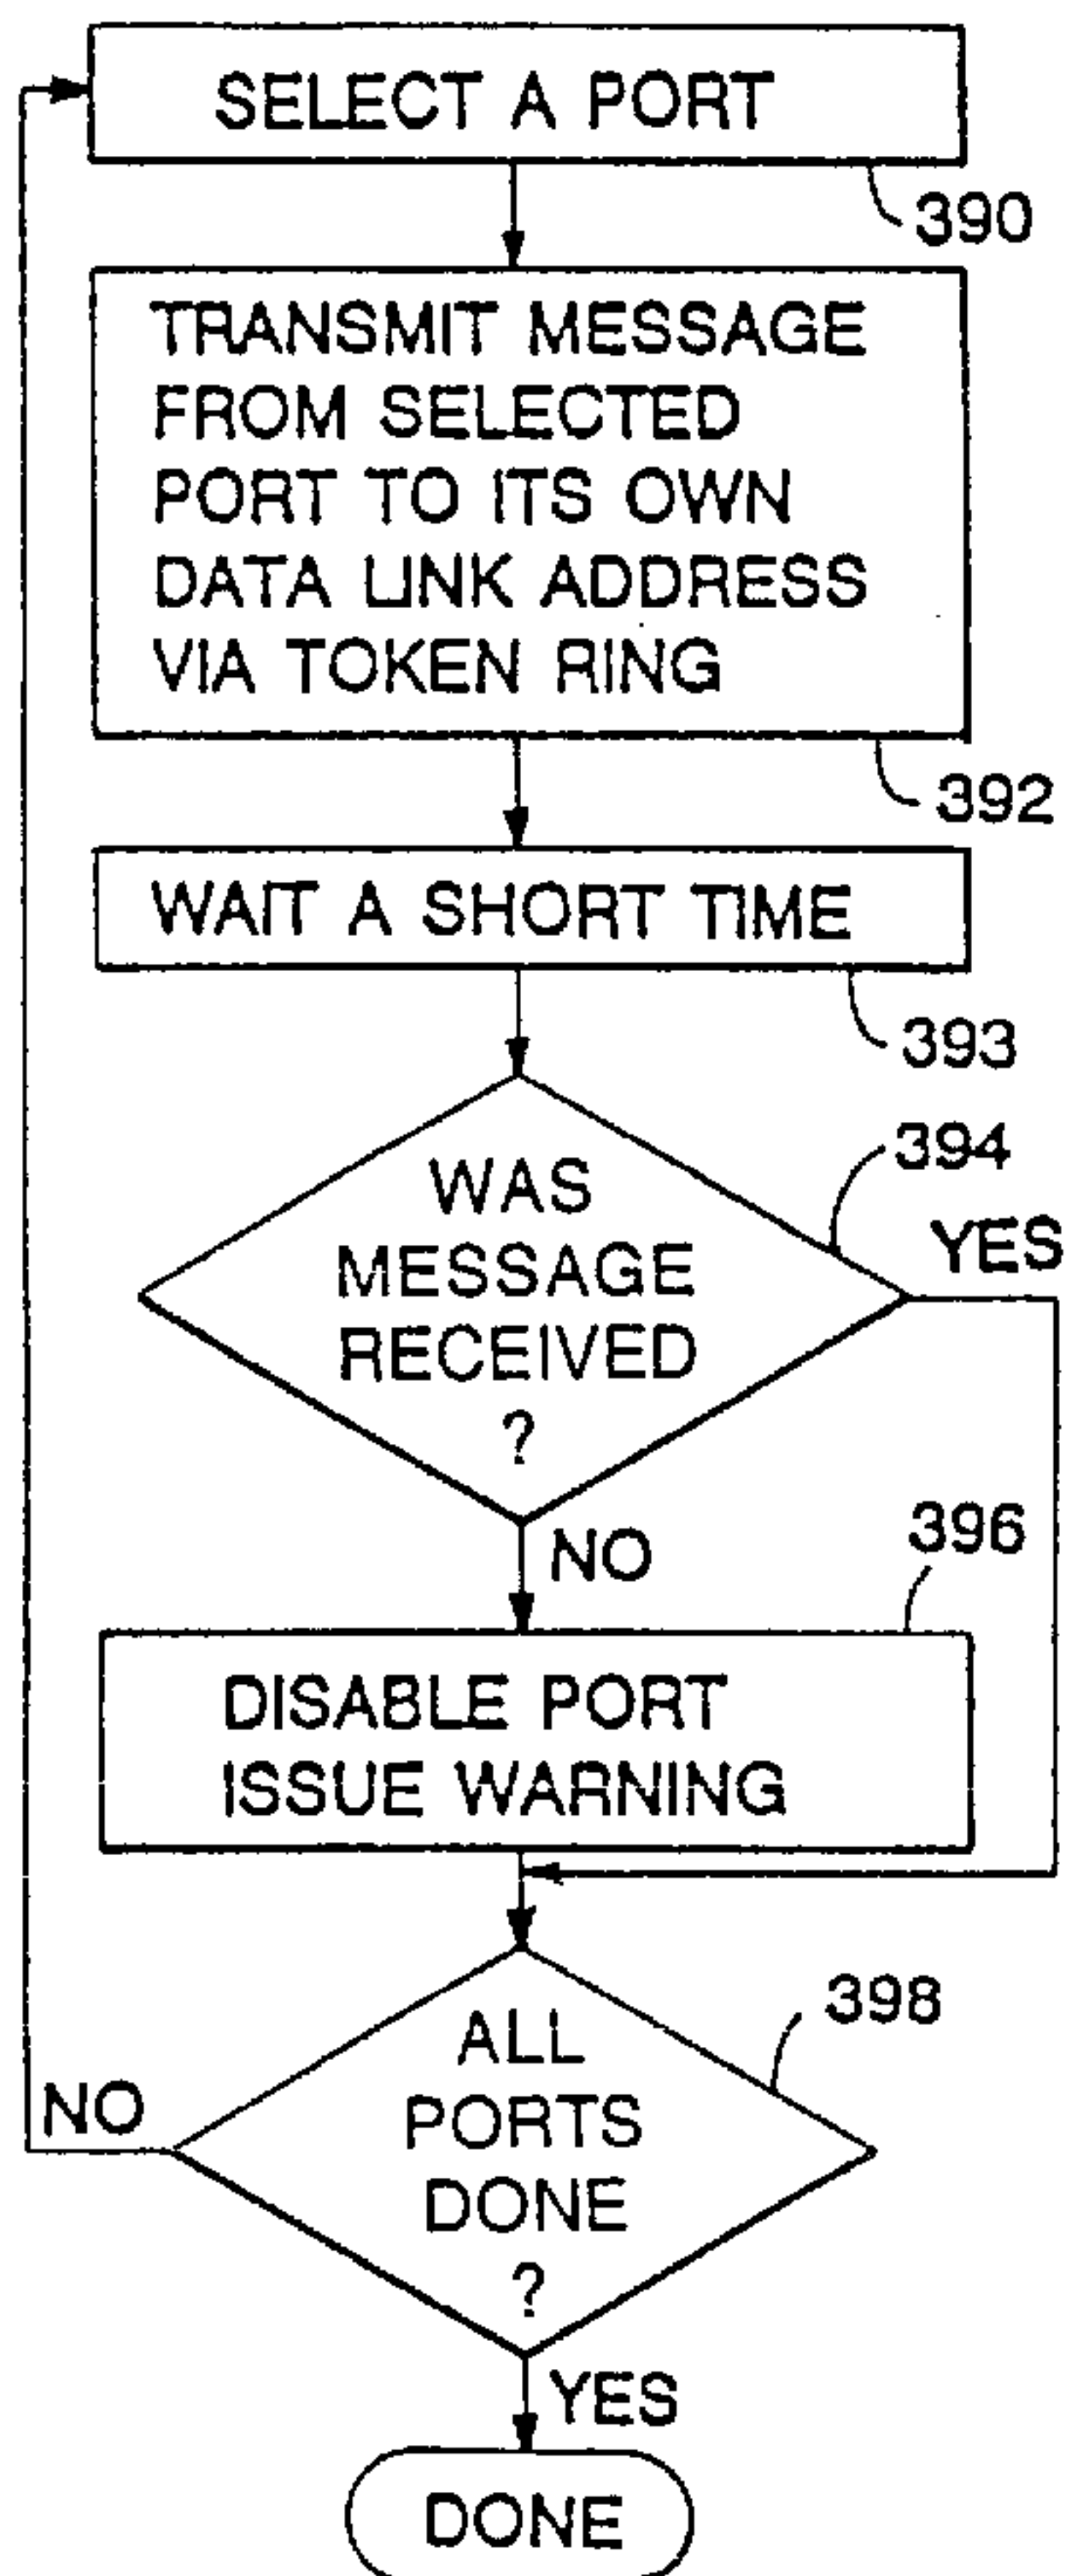 SELECT A PORT
390
TRANSMIT MESSAGE
FROM SELECTED
PORT TO ITS OWN
DATA LINK ADDRESS
VIA TOKEN RING
392
WAIT A SHORT TIME
393
394
WAS
MESSAGE
RECEIVED
?
YES
NO
396
DISABLE PORT
ISSUE WARNING
398
ALL
PORTS
DONE
?
NO
YES
DONE